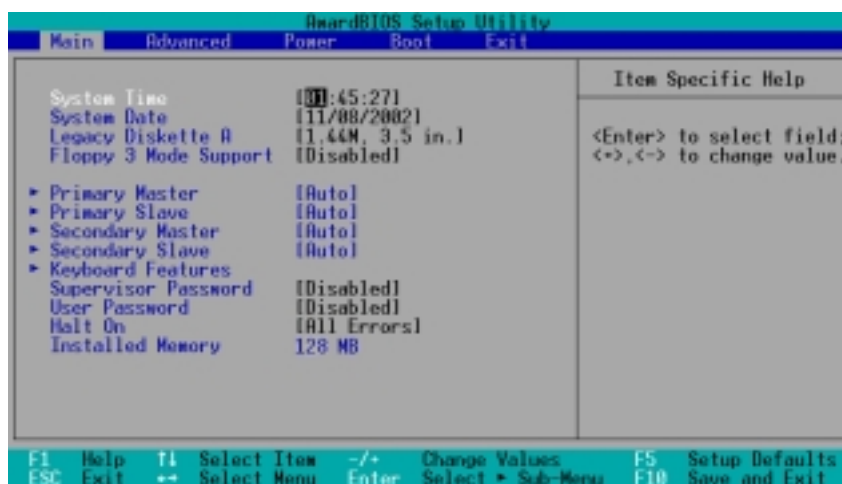 AwardBIOS Setup Utility
Main Advanced Power Boot Exit
Item Specific Help
System Time [01:45:27]
System Date [11/08/2002]
Legacy Diskette A [1.44M, 3.5 in.]
Floppy 3 Mode Support [Disabled]
<Enter> to select field;
<+>,<-> to change value.
▶ Primary Master [Auto]
▶ Primary Slave [Auto]
▶ Secondary Master [Auto]
▶ Secondary Slave [Auto]
▶ Keyboard Features
Supervisor Password [Disabled]
User Password [Disabled]
Halt On [All Errors]
Installed Memory 128 MB
F1 Help ↑↓ Select Item -/+ Change Values F5 Setup Defaults
ESC Exit ←→ Select Menu Enter Select ▶ Sub-Menu F10 Save and Exit